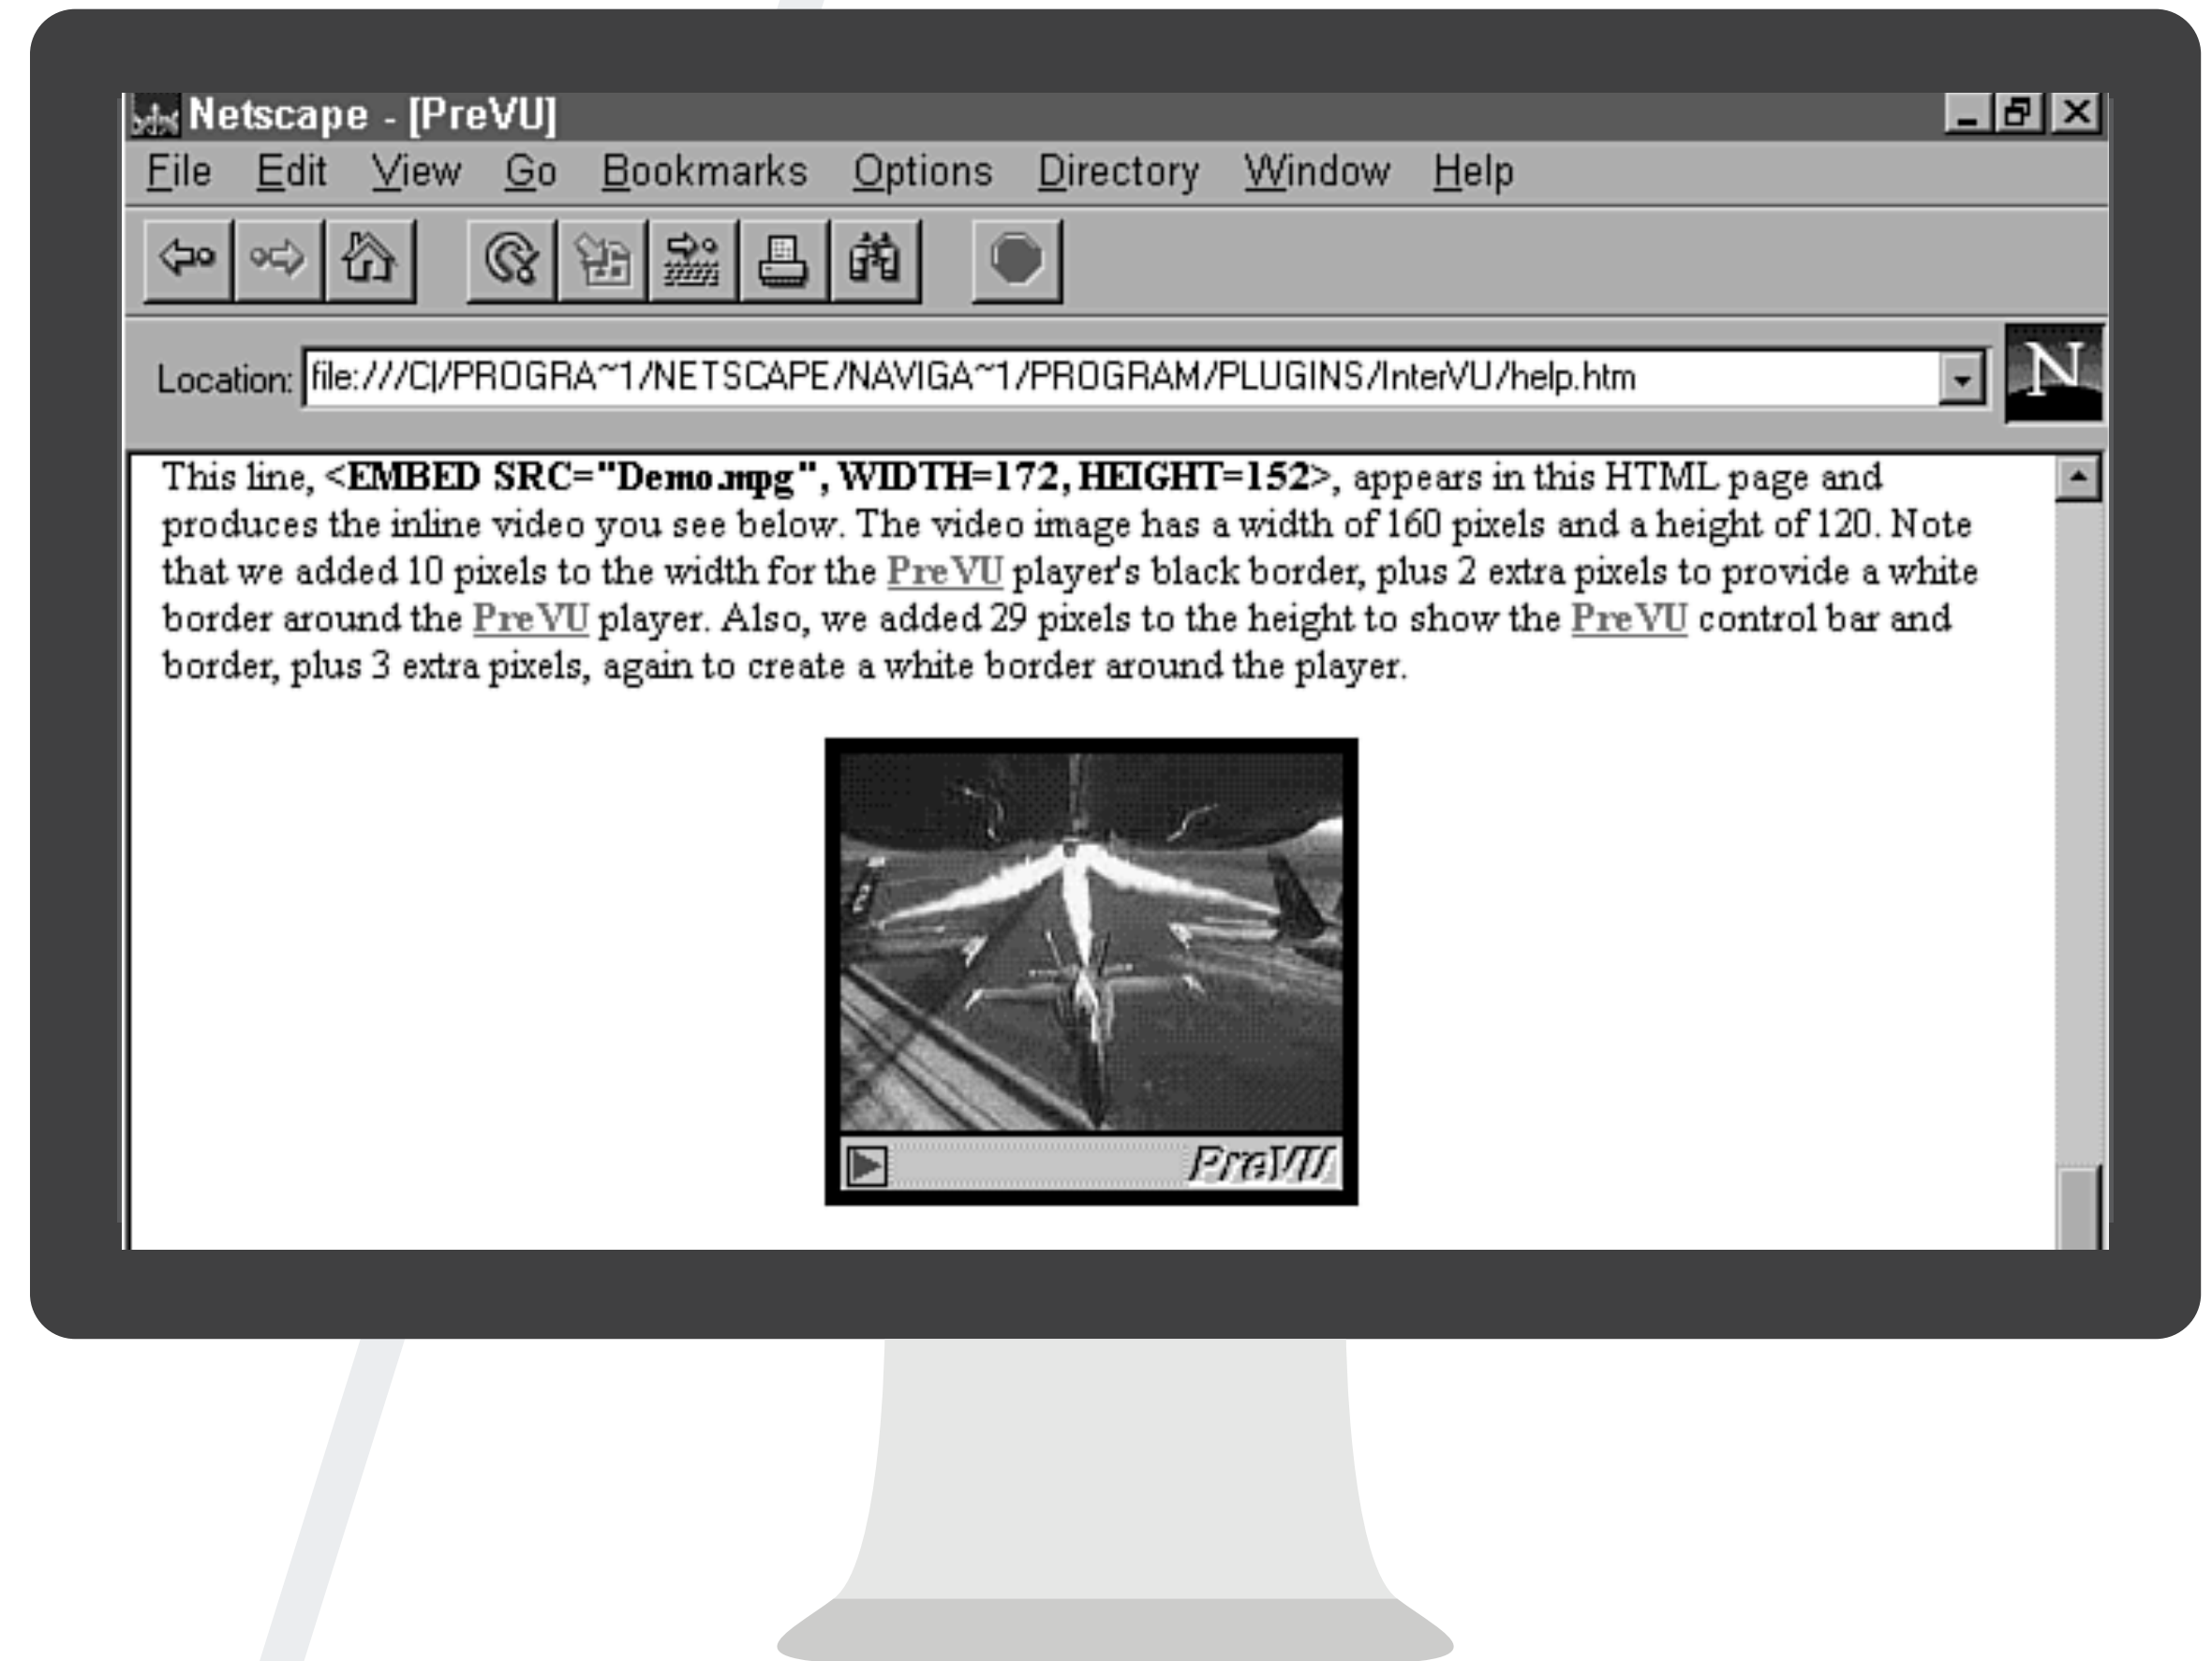 Netscape - [PreVU]
File Edit View Go Bookmarks Options Directory Window Help
Location: file:///C|/PROGRA~1/NETSCAPE/NAVIGA~1/PROGRAM/PLUGINS/InterVU/help.htm
N
This line, <EMBED SRC="Demo.mpg", WIDTH=172, HEIGHT=152>, appears in this HTML page and
produces the inline video you see below. The video image has a width of 160 pixels and a height of 120. Note
that we added 10 pixels to the width for the PreVU player's black border, plus 2 extra pixels to provide a white
border around the PreVU player. Also, we added 29 pixels to the height to show the PreVU control bar and
border, plus 3 extra pixels, again to create a white border around the player.
PreVU